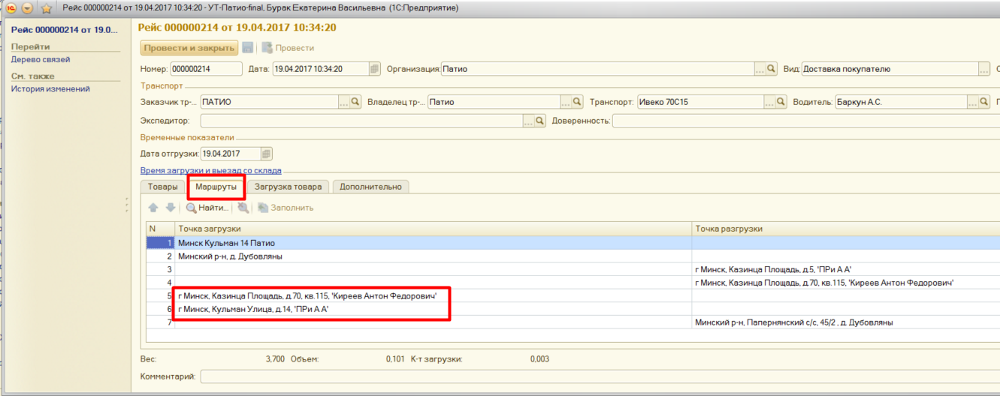 Рейс 000000214 от 19.04.2017 10:34:20 - УТ-Патио-final, Бурак Екатерина Васильевна (1С:Предприятие)
Рейс 000000214 от 19.0...
Перейти
Дерево связей
См. также
История изменений
Рейс 000000214 от 19.04.2017 10:34:20
Провести и закрыть Провести
Номер: 000000214 Дата: 19.04.2017 10:34:20 Организация: Патио ... Вид: Доставка покупателю ...
Транспорт
Заказчик тр-... ПАТИО ... Владелец тр-... Патио ... Транспорт: Ивеко 70С15 ... Водитель: Баркун А.С. ...
Экспедитор: ... Доверенность:
Временные показатели
Дата отгрузки: 19.04.2017
Время загрузки и выезад со склада
Товары Маршруты Загрузка товара Дополнительно
Найти... Заполнить
N Точка загрузки Точка разгрузки
1 Минск Кульман 14 Патио
2 Минский р-н, д. Дубовляны
3 г Минск, Казинца Площадь, д.5, 'ПРи А А'
4 г Минск, Казинца Площадь, д.70, кв.115, 'Киреев Антон Федорович'
5 г Минск, Казинца Площадь, д.70, кв.115, 'Киреев Антон Федорович'
6 г Минск, Кульман Улица, д.14, 'ПРи А А'
7 Минский р-н, Папернянский с/с, 45/2 , д. Дубовляны
Вес: 3,700 Объем: 0,101 К-т загрузки: 0,003
Комментарий: